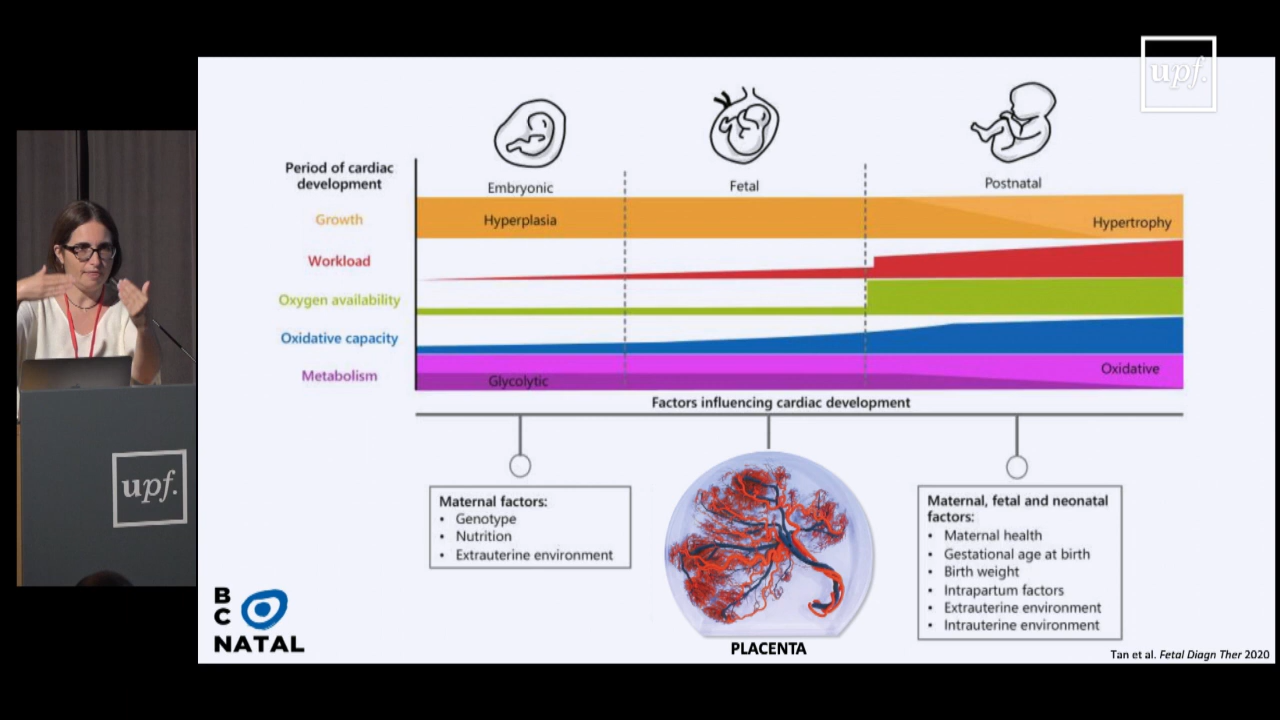 upf.
Period of cardiac
development
Embryonic
Fetal
Postnatal
Growth
Hyperplasia
Hypertrophy
Workload
Oxygen availability
Oxidative capacity
Metabolism
Glycolytic
Oxidative
Factors influencing cardiac development
Maternal factors:
• Genotype
• Nutrition
• Extrauterine environment
PLACENTA
Maternal, fetal and neonatal
factors:
• Maternal health
• Gestational age at birth
• Birth weight
• Intrapartum factors
• Extrauterine environment
• Intrauterine environment
Tan et al. Fetal Diagn Ther 2020
B
C
NATAL
upf.